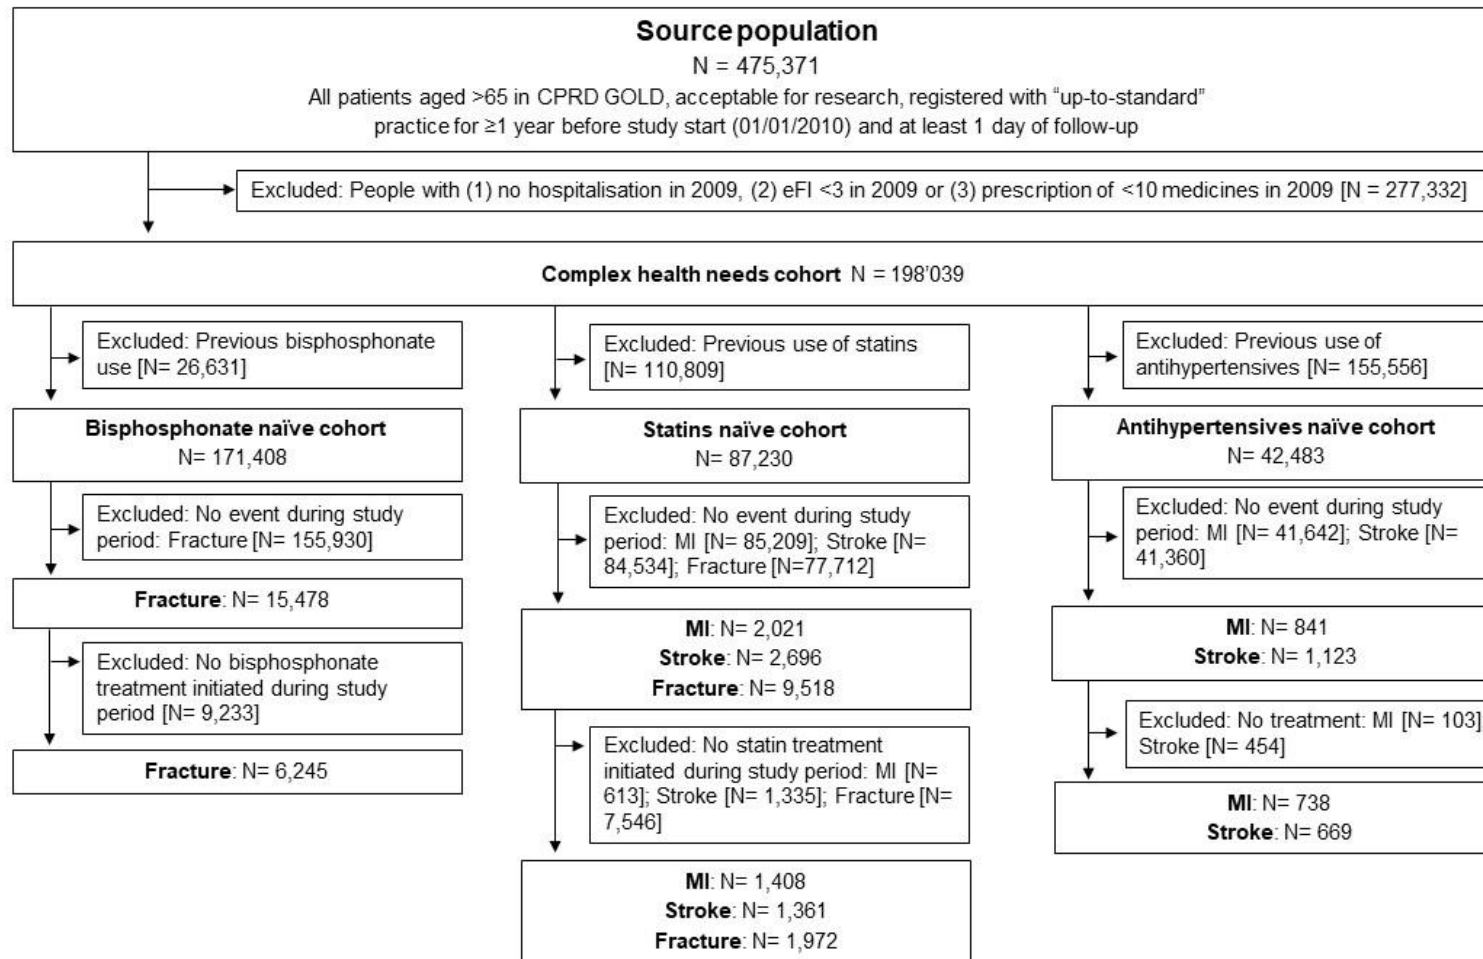 Source population
N = 475,371
All patients aged >65 in CPRD GOLD, acceptable for research, registered with “up-to-standard”
practice for ≥1 year before study start (01/01/2010) and at least 1 day of follow-up
Excluded: People with (1) no hospitalisation in 2009, (2) eFI <3 in 2009 or (3) prescription of <10 medicines in 2009 [N = 277,332]
Complex health needs cohort N = 198’039
Excluded: Previous bisphosphonate
use [N= 26,631]
Bisphosphonate naïve cohort
N= 171,408
Excluded: No event during study
period: Fracture [N= 155,930]
Fracture: N= 15,478
Excluded: No bisphosphonate
treatment initiated during study
period [N= 9,233]
Fracture: N= 6,245
Excluded: Previous use of statins
[N= 110,809]
Statins naïve cohort
N= 87,230
Excluded: No event during study
period: MI [N= 85,209]; Stroke [N=
84,534]; Fracture [N=77,712]
MI: N= 2,021
Stroke: N= 2,696
Fracture: N= 9,518
Excluded: No statin treatment
initiated during study period: MI [N=
613]; Stroke [N= 1,335]; Fracture [N=
7,546]
MI: N= 1,408
Stroke: N= 1,361
Fracture: N= 1,972
Excluded: Previous use of
antihypertensives [N= 155,556]
Antihypertensives naïve cohort
N= 42,483
Excluded: No event during study
period: MI [N= 41,642]; Stroke [N=
41,360]
MI: N= 841
Stroke: N= 1,123
Excluded: No treatment: MI [N= 103]
Stroke [N= 454]
MI: N= 738
Stroke: N= 669